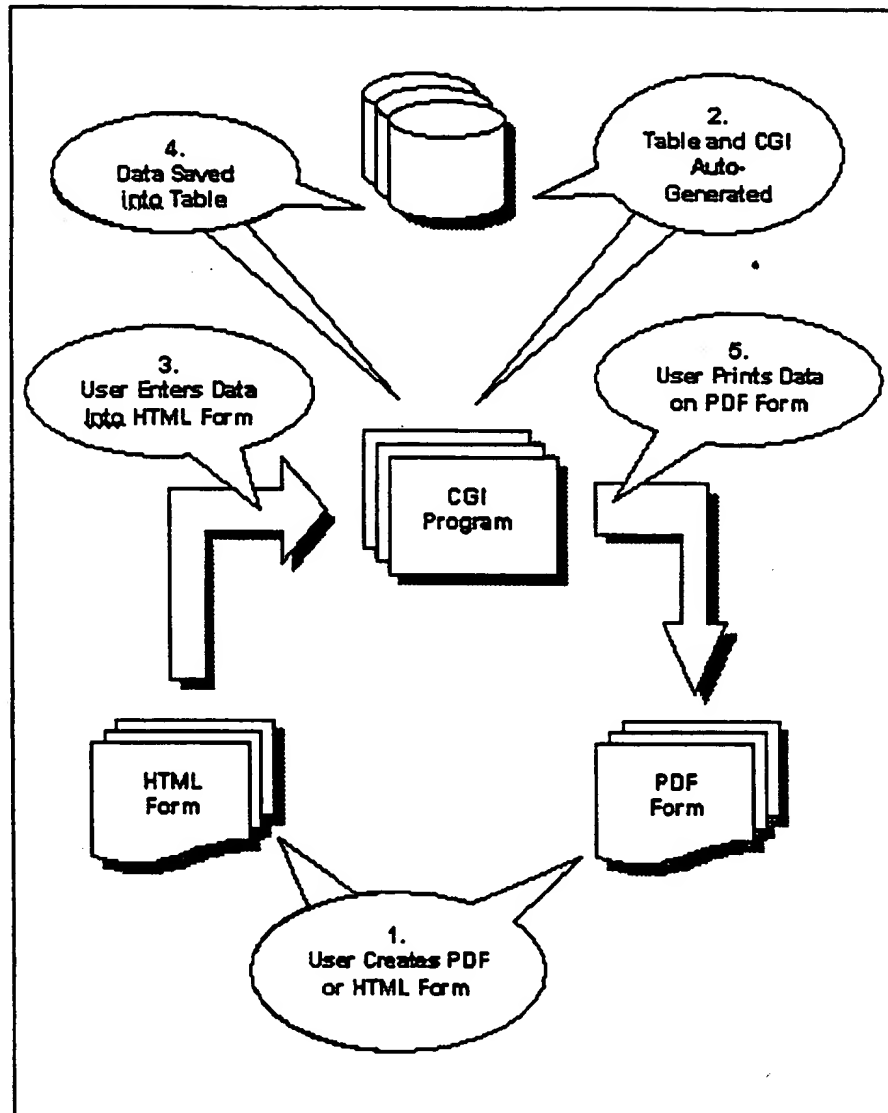 4.
Data Saved
into Table
2.
Table and CGI
Auto-
Generated
3.
User Enters Data
Into HTML Form
5.
User Prints Data
on PDF Form
CGI
Program
HTML
Form
PDF
Form
1.
User Creates PDF
or HTML Form